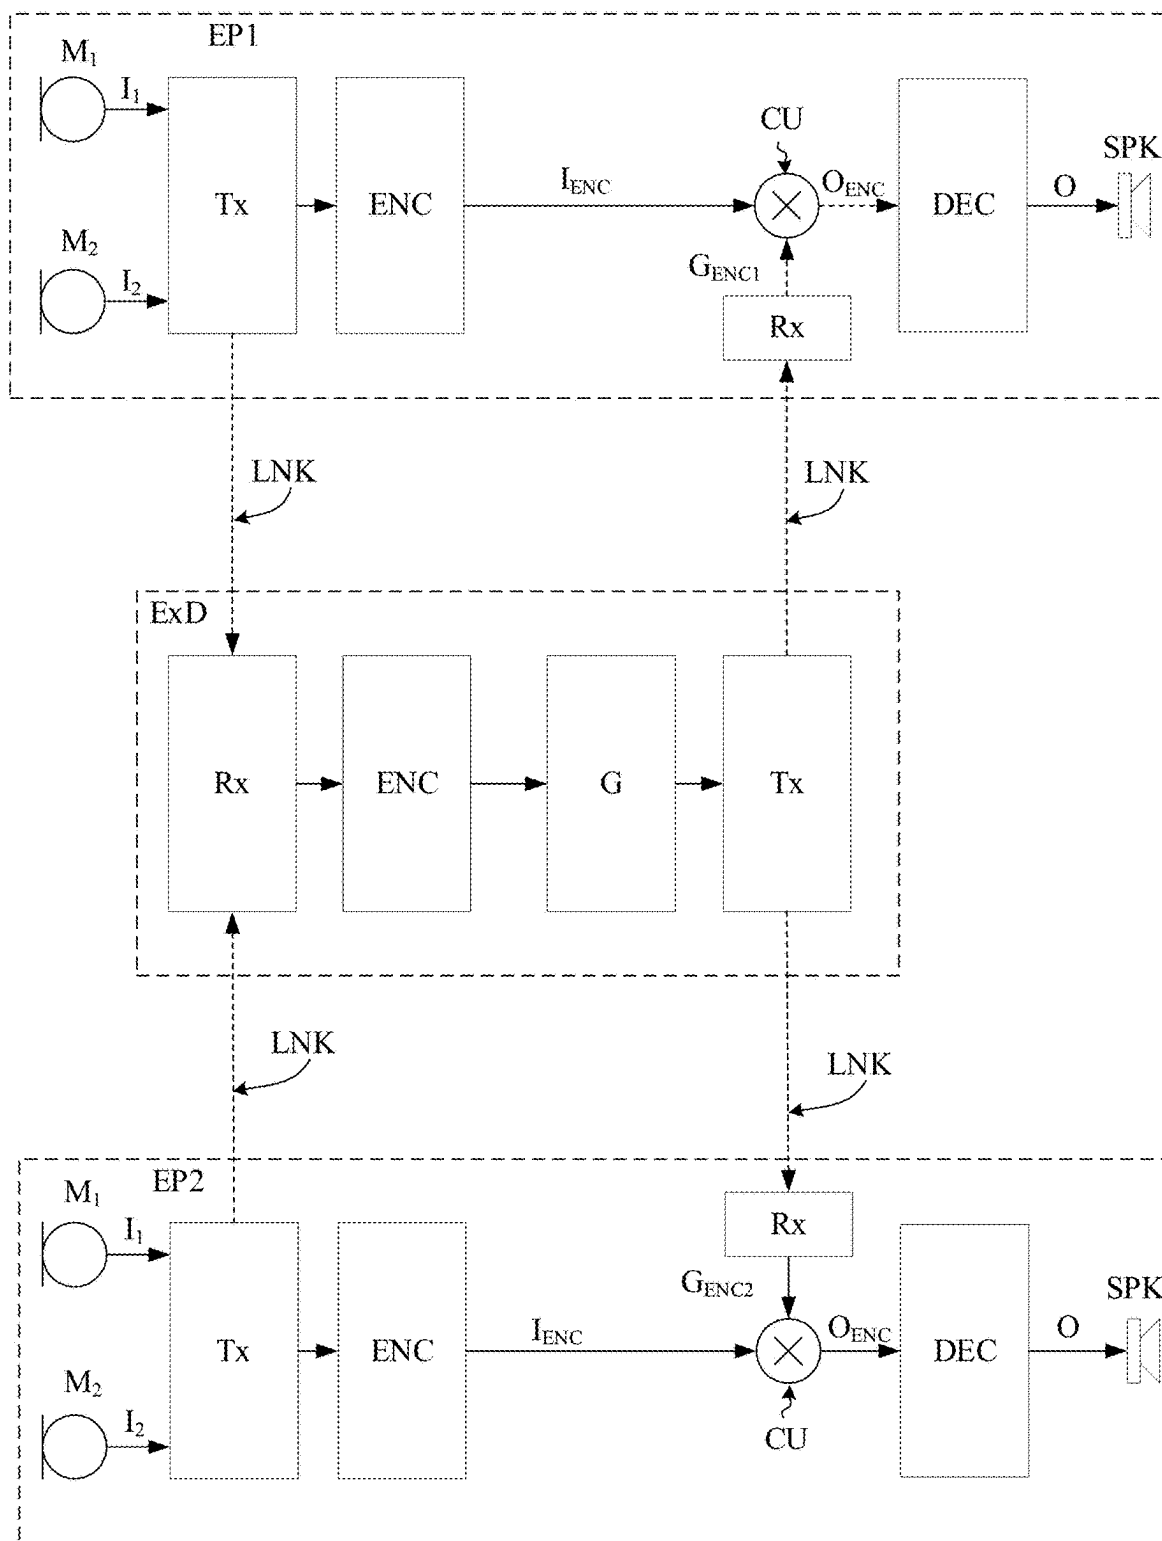 EP1
M1
I1
M2
I2
Tx
ENC
IENC
CU
OENC
GENC1
Rx
DEC
O
SPK
LNK
LNK
ExD
Rx
ENC
G
Tx
LNK
LNK
EP2
M1
I1
M2
I2
Tx
ENC
IENC
Rx
GENC2
OENC
CU
DEC
O
SPK